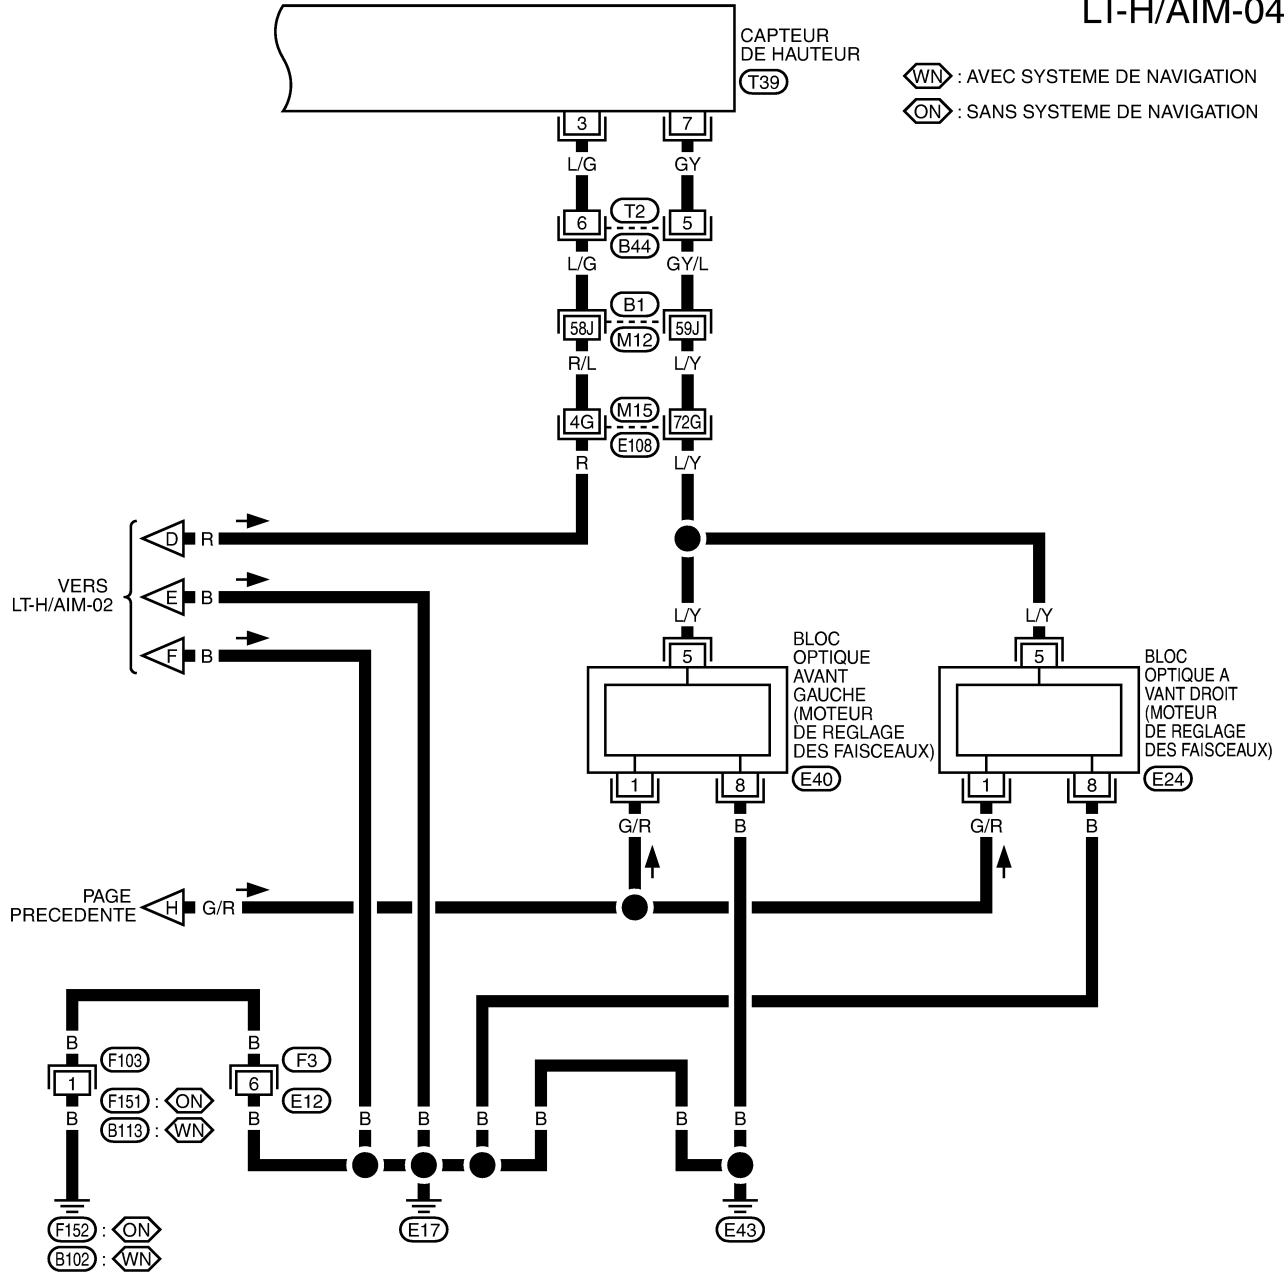 LT-H/AIM-04
CAPTEUR
DE HAUTEUR
T39
WN : AVEC SYSTEME DE NAVIGATION
ON : SANS SYSTEME DE NAVIGATION
3 7
L/G GY
6 T2 5
B44
L/G GY/L
B1
58J 59J
M12
R/L L/Y
M15
4G 72G
E108
R L/Y
D R
VERS
LT-H/AIM-02
E B
F B
L/Y L/Y
5 5
BLOC
OPTIQUE
AVANT
GAUCHE
(MOTEUR
DE REGLAGE
DES FAISCEAUX)
E40
BLOC
OPTIQUE A
VANT DROIT
(MOTEUR
DE REGLAGE
DES FAISCEAUX)
E24
1 8 1 8
G/R B G/R B
PAGE
PRECEDENTE
H G/R
B B
F103 F3
1 6
F151 : ON E12
B113 : WN
B B B B B B B B
F152 : ON
B102 : WN
E17 E43